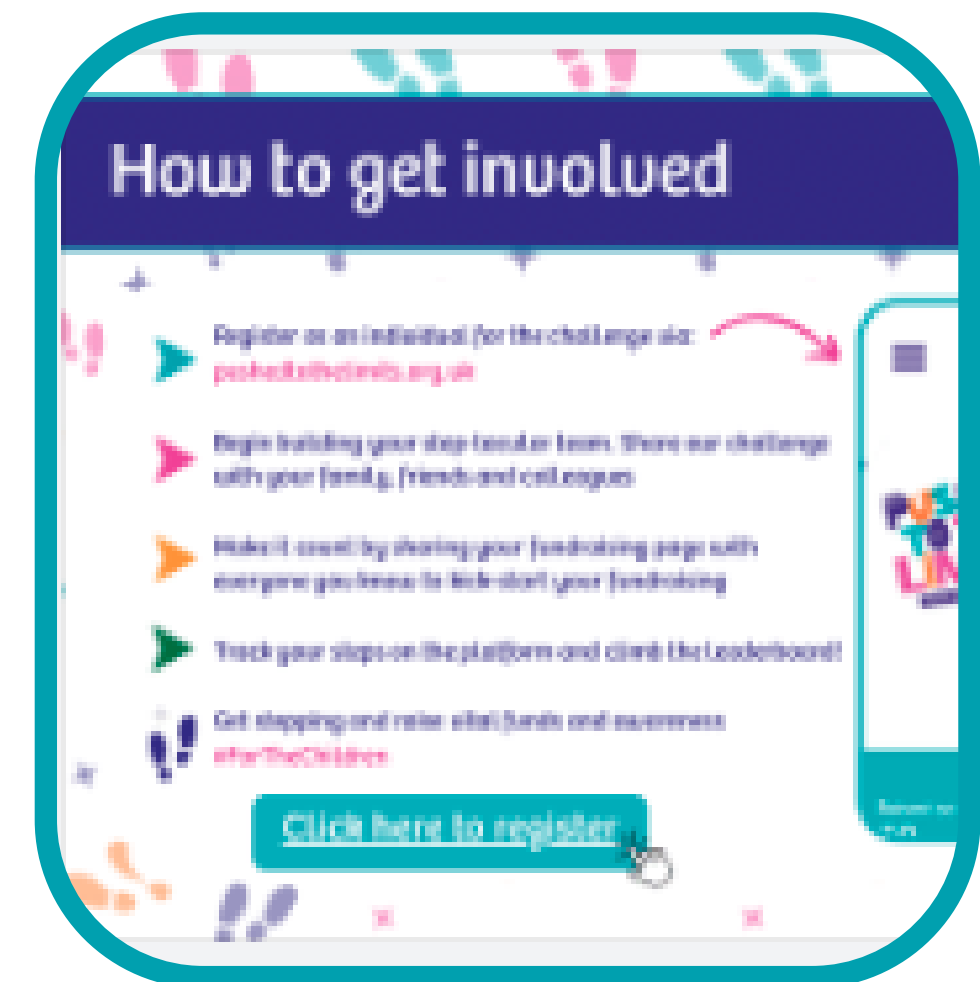 How to get involved
Register as an individual for the challenge via:
pushedtothelimits.org.uk
Begin building your step-tacular team. Share our challenge
with your family, friends and colleagues
Make it count by sharing your fundraising page with
everyone you know to kick-start your fundraising
Track your steps on the platform and climb the leaderboard!
Get stepping and raise vital funds and awareness
#ForTheChildren
Click here to register